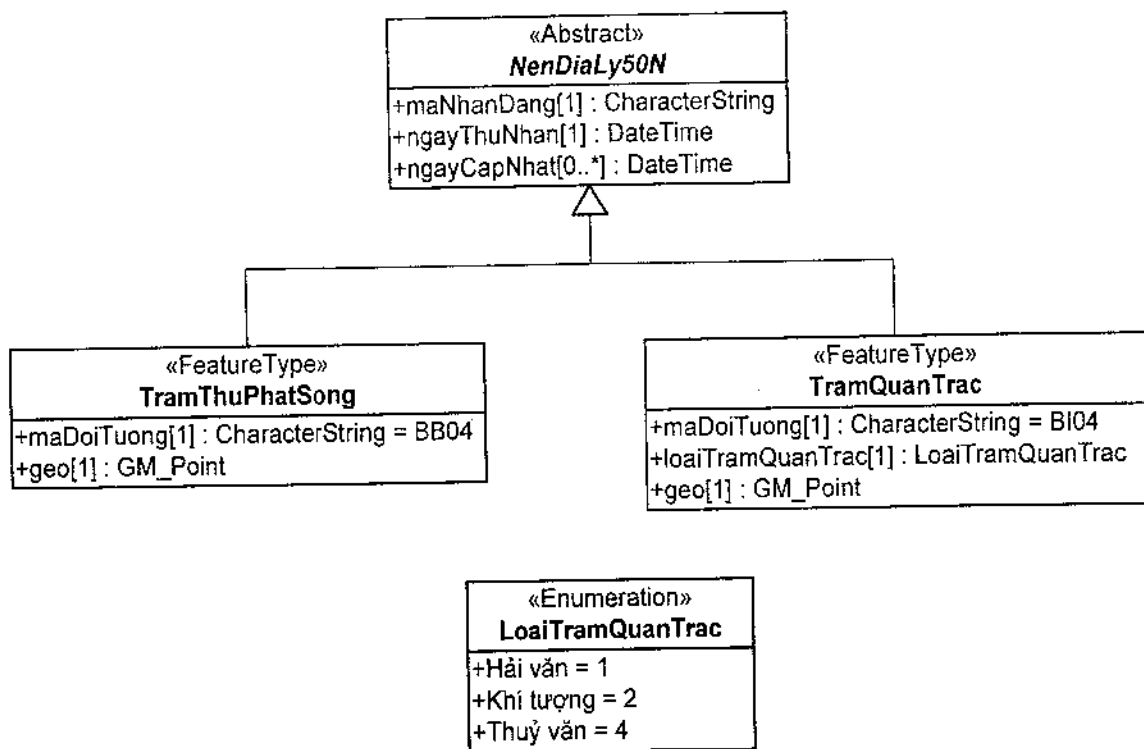 «Abstract»
NenDiaLy50N
+maNhanDang[1] : CharacterString
+ngayThuNhan[1] : DateTime
+ngayCapNhat[0..*] : DateTime
«FeatureType»
TramThuPhatSong
+maDoiTuong[1] : CharacterString = BB04
+geo[1] : GM_Point
«FeatureType»
TramQuanTrac
+maDoiTuong[1] : CharacterString = BI04
+loaiTramQuanTrac[1] : LoaiTramQuanTrac
+geo[1] : GM_Point
«Enumeration»
LoaiTramQuanTrac
+Hải văn = 1
+Khí tượng = 2
+Thuỷ văn = 4